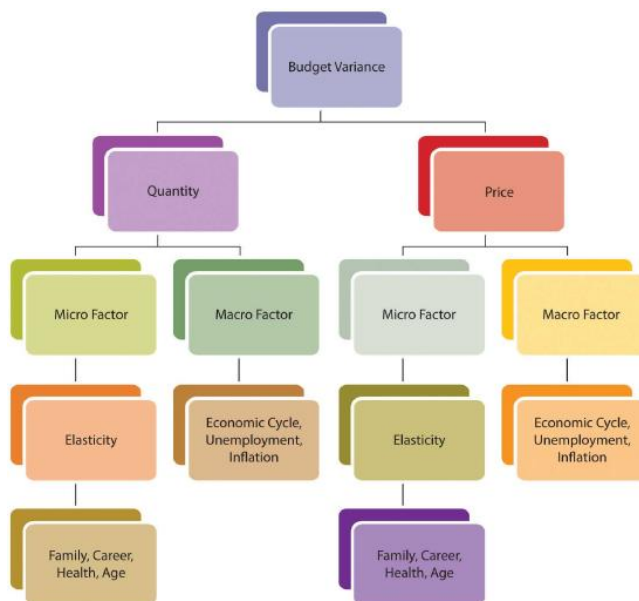 Budget Variance
Quantity
Price
Micro Factor
Macro Factor
Micro Factor
Macro Factor
Elasticity
Economic Cycle,
Unemployment,
Inflation
Elasticity
Economic Cycle,
Unemployment,
Inflation
Family, Career,
Health, Age
Family, Career,
Health, Age